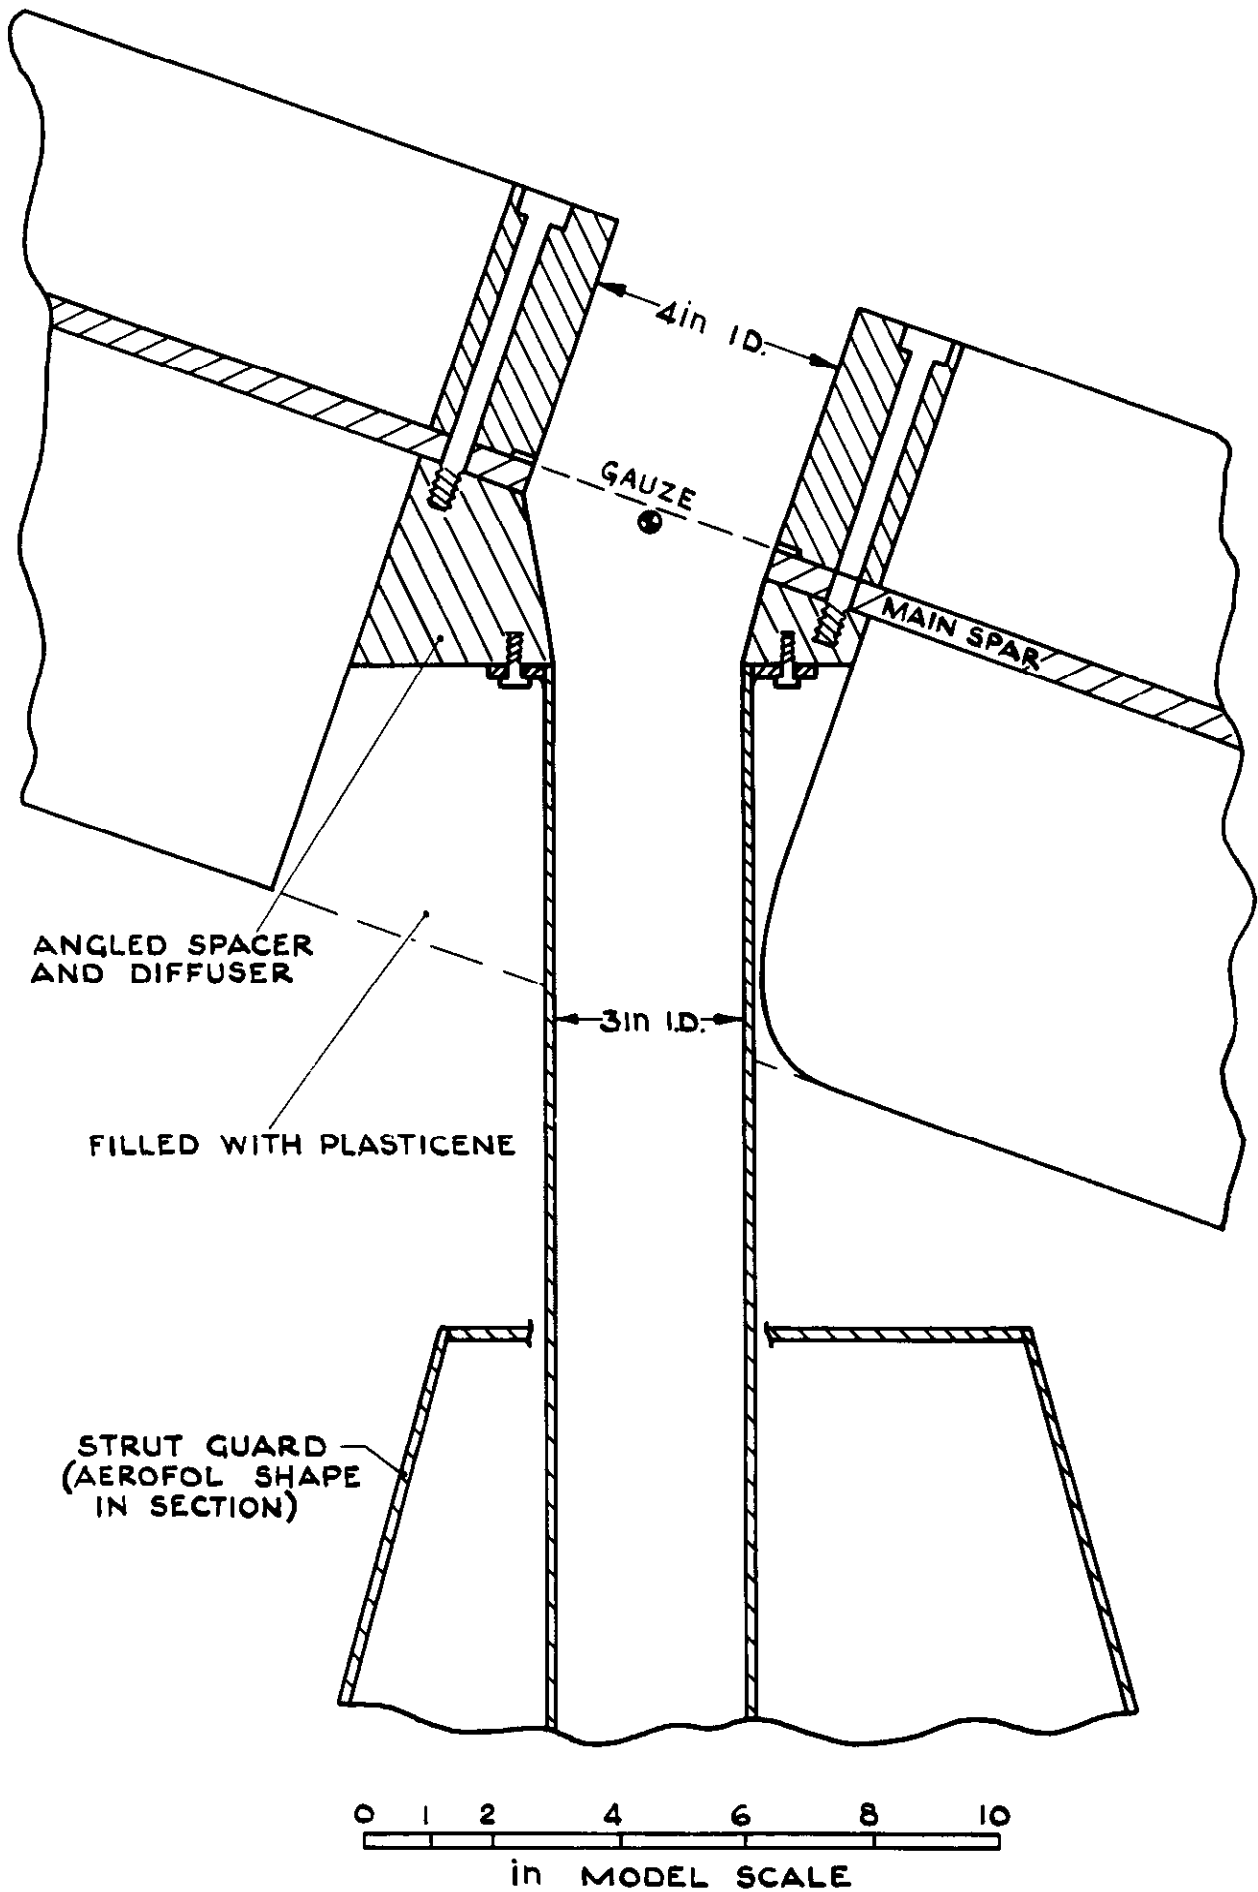 4in I.D.
GAUZE
MAIN SPAR
ANGLED SPACER
AND DIFFUSER
3in I.D.
FILLED WITH PLASTICENE
STRUT GUARD
(AEROFOL SHAPE
IN SECTION)
0 1 2 4 6 8 10
in MODEL SCALE